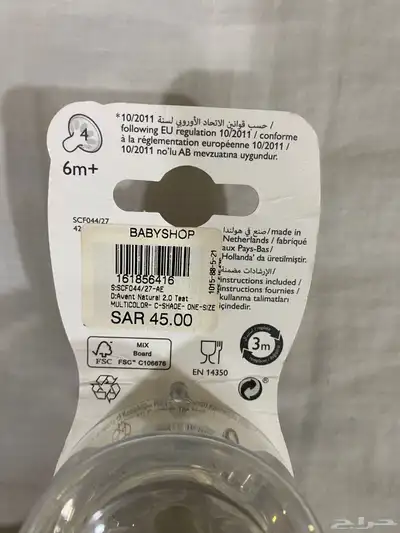 *10/2011 حسب قوانين الاتحاد الأوروبي لسنة /
following EU regulation 10/2011 / conforme
à la réglementation européenne 10/2011 /
10/2011 no'lu AB mevzuatına uygundur.
4
6m+
SCF044/27
42
BABYSHOP
161856416
S:SCF044/27-AE
D:Avent Natural 2.0 Teat
MULTICOLOR- C-SHADE- ONE-SIZE
SAR 45.00
صنع في هولندا/made in
Netherlands / fabriqué
aux Pays-Bas /
Hollanda' da üretilmiştir.
الإرشادات مضمنة/
instructions included /
instructions fournies /
kullanma talimatları
içindedir.
FSC
MIX
Board
FSC® C106676
EN 14350
3m
حراج